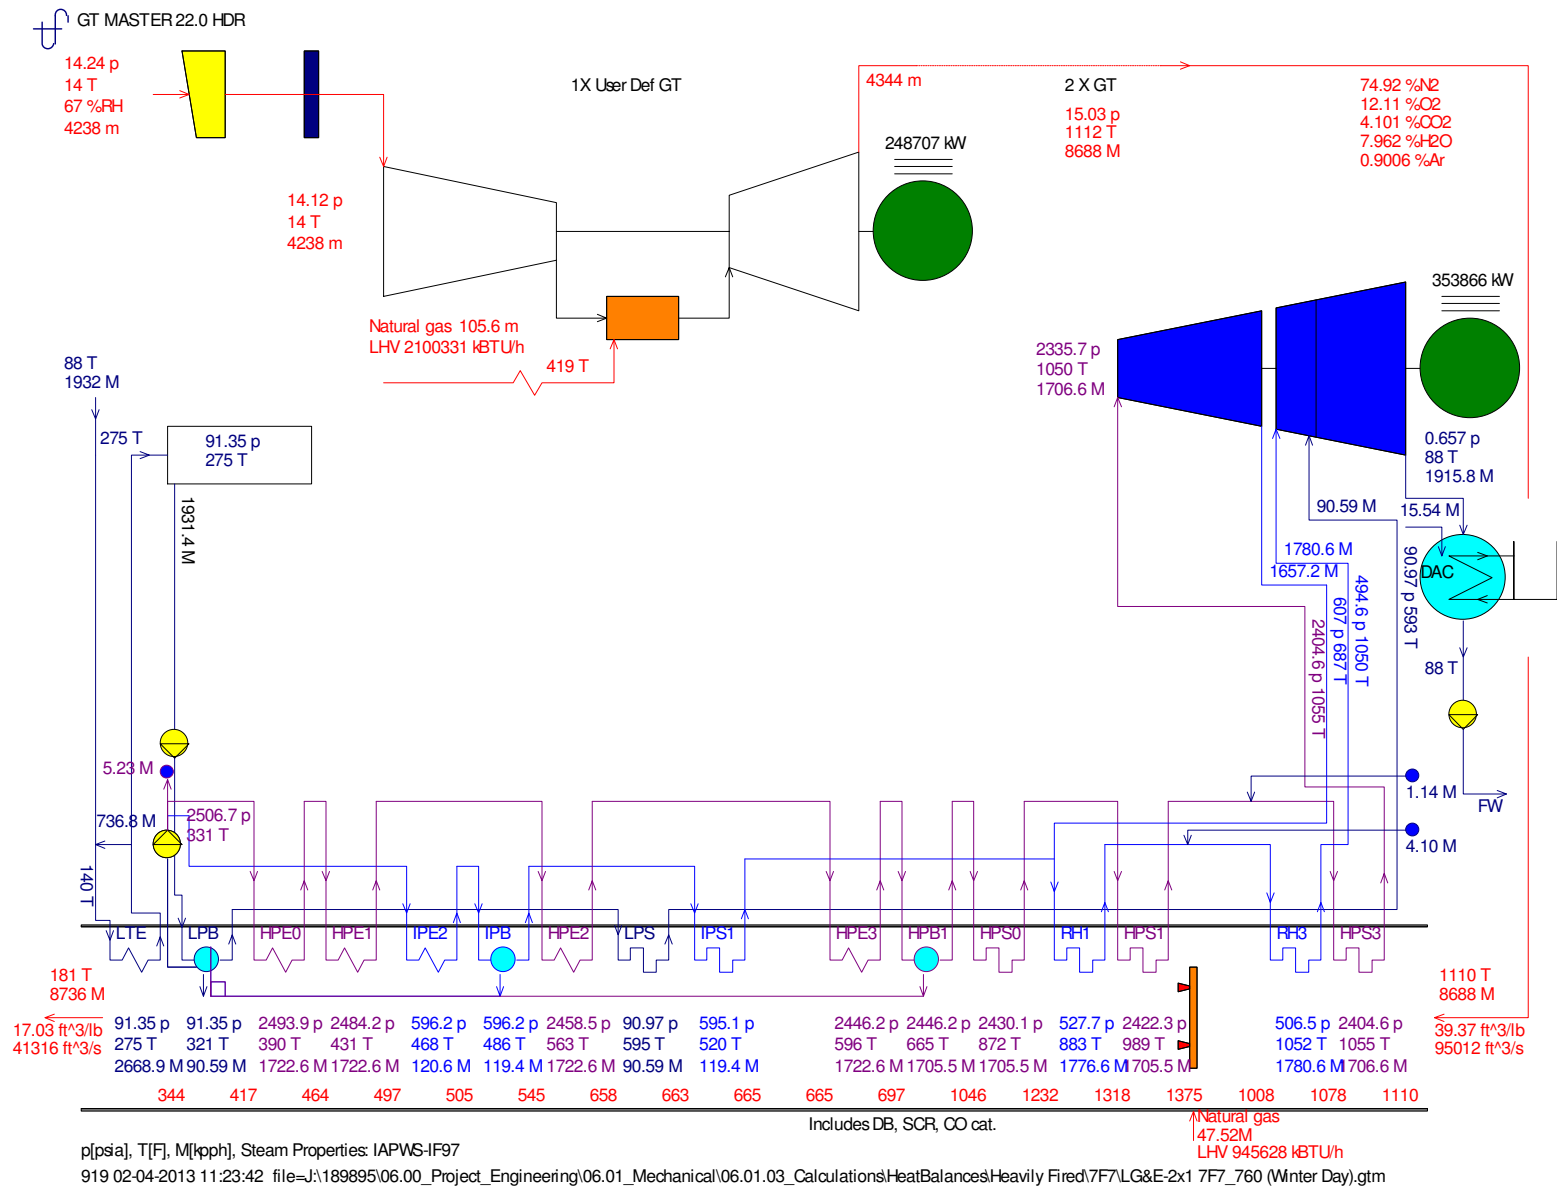 GT MASTER 22.0 HDR
14.24 p
14 T
67 %RH
4238 m
1X User Def GT
4344 m
2 X GT
15.03 p
1112 T
8688 M
74.92 %N2
12.11 %O2
4.101 %CO2
7.962 %H2O
0.9006 %Ar
248707 kW
14.12 p
14 T
4238 m
353866 kW
Natural gas 105.6 m
LHV 2100331 kBTU/h
419 T
2335.7 p
1050 T
1706.6 M
88 T
1932 M
275 T
91.35 p
275 T
0.657 p
88 T
1915.8 M
1931.4 M
90.59 M
15.54 M
1780.6 M
1657.2 M
90.97 p 593 T
DAC
494.6 p 1050 T
607 p 687 T
2404.6 p 1055 T
88 T
5.23 M
2506.7 p
331 T
736.8 M
140 T
1.14 M
FW
4.10 M
LTE
LPB
HPE0
HPE1
IPE2
IPB
HPE2
LPS
IPS1
HPE3
HPB1
HPS0
RH1
HPS1
RH3
HPS3
181 T
8736 M
1110 T
8688 M
17.03 ft^3/lb
41316 ft^3/s
39.37 ft^3/lb
95012 ft^3/s
91.35 p 91.35 p 2493.9 p 2484.2 p 596.2 p 596.2 p 2458.5 p 90.97 p 595.1 p 2446.2 p 2446.2 p 2430.1 p 527.7 p 2422.3 p 506.5 p 2404.6 p
275 T 321 T 390 T 431 T 468 T 486 T 563 T 595 T 520 T 596 T 665 T 872 T 883 T 989 T 1052 T 1055 T
2668.9 M 90.59 M 1722.6 M 1722.6 M 120.6 M 119.4 M 1722.6 M 90.59 M 119.4 M 1722.6 M 1705.5 M 1705.5 M 1776.6 M 1705.5 M 1780.6 M 1706.6 M
344 417 464 497 505 545 658 663 665 665 697 1046 1232 1318 1375 1008 1078 1110
Includes DB, SCR, CO cat.
Natural gas
47.52M
LHV 945628 kBTU/h
p[psia], T[F], M[kpph], Steam Properties: IAPWS-IF97
919 02-04-2013 11:23:42 file=J:\189895\06.00_Project_Engineering\06.01_Mechanical\06.01.03_Calculations\HeatBalances\Heavily Fired\7F7\LG&E-2x1 7F7_760 (Winter Day).gtm